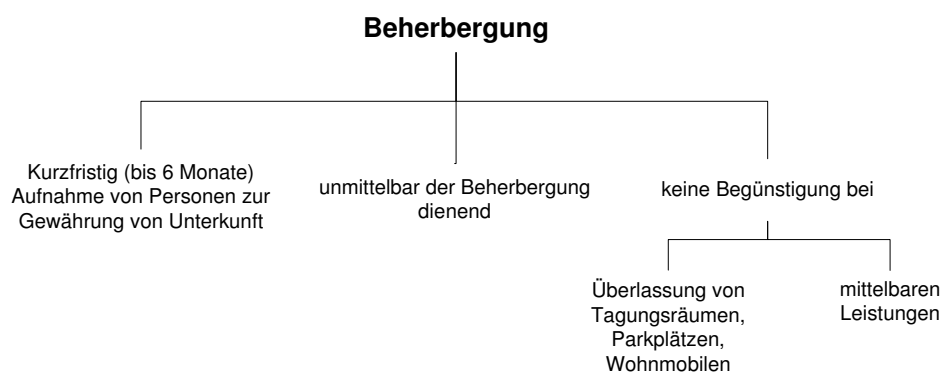 Beherbergung
Kurzfristig (bis 6 Monate)
Aufnahme von Personen zur
Gewährung von Unterkunft
unmittelbar der Beherbergung
dienend
keine Begünstigung bei
Überlassung von
Tagungsräumen,
Parkplätzen,
Wohnmobilen
mittelbaren
Leistungen